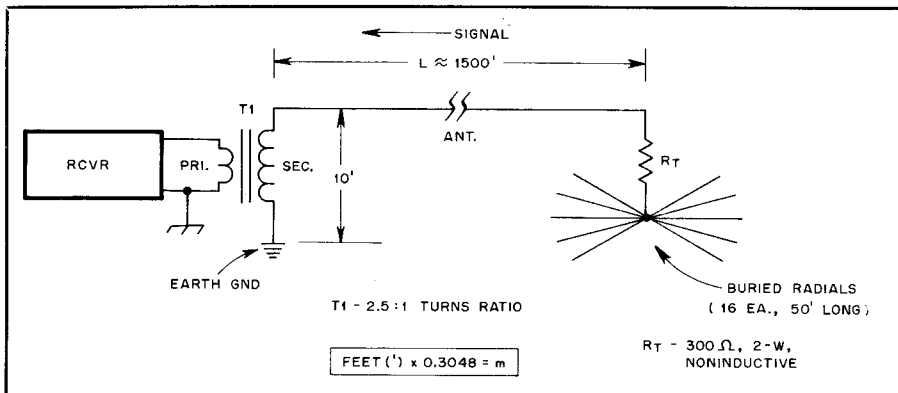 SIGNAL
L ≈ 1500'
T1
ANT.
RCVR
PRI.
SEC.
10'
RT
EARTH GND
BURIED RADIALS
(16 EA., 50' LONG)
T1 - 2.5:1 TURNS RATIO
RT - 300Ω, 2-W,
NONINDUCTIVE
FEET (') x 0.3048 = m